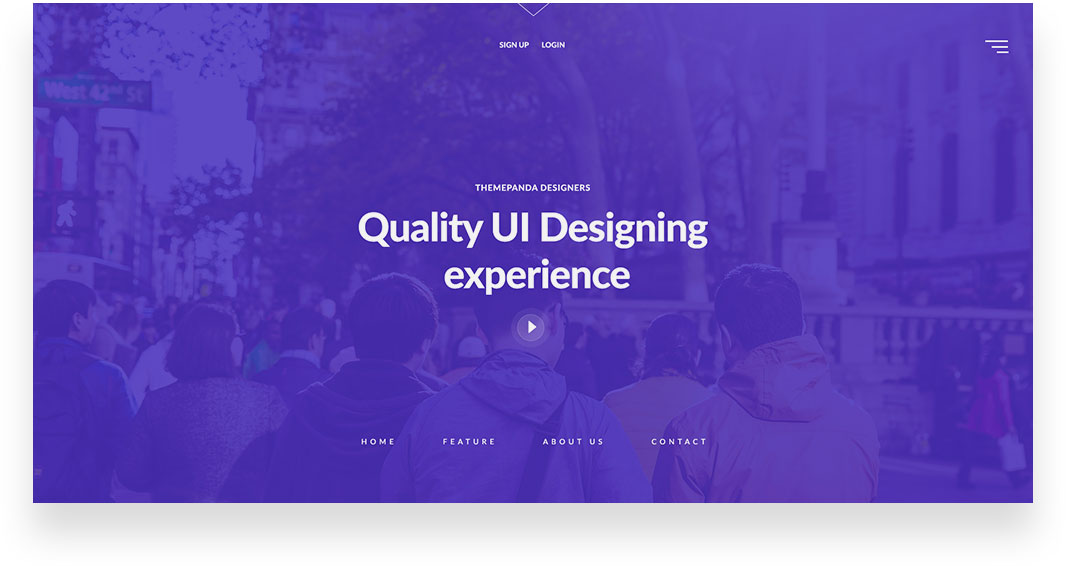 SIGN UP LOGIN
West 42nd St
THEMEPANDA DESIGNERS
Quality UI Designing
experience
HOME FEATURE ABOUT US CONTACT